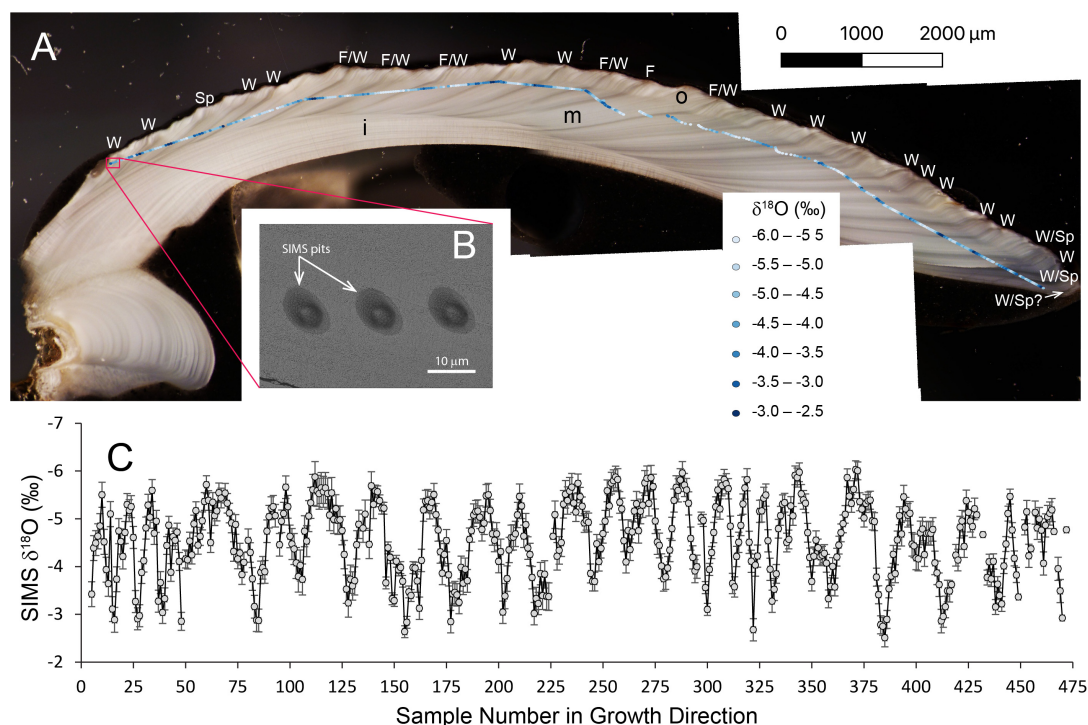 A
0 1000 2000 μm
W
W
Sp
W
W
F/W
F/W
F/W
W
W
F/W
F
F/W
W
W
W
W
W
W
W
W
W/Sp
W
W/Sp
W/Sp?
i
m
o
B
SIMS pits
10 μm
δ¹⁸O (‰)
-6.0 – -5 5
-5.5 – -5.0
-5.0 – -4.5
-4.5 – -4.0
-4.0 – -3.5
-3.5 – -3.0
-3.0 – -2.5
C
SIMS δ¹⁸O (‰)
-7
-6
-5
-4
-3
-2
0 25 50 75 100 125 150 175 200 225 250 275 300 325 350 375 400 425 450 475
Sample Number in Growth Direction